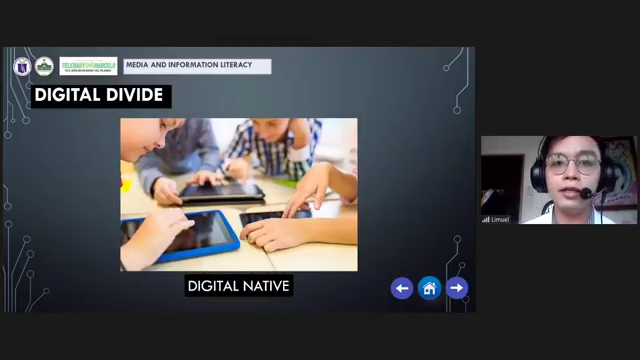 MEDIA AND INFORMATION LITERACY
DIGITAL DIVIDE
DIGITAL NATIVE
Limuel